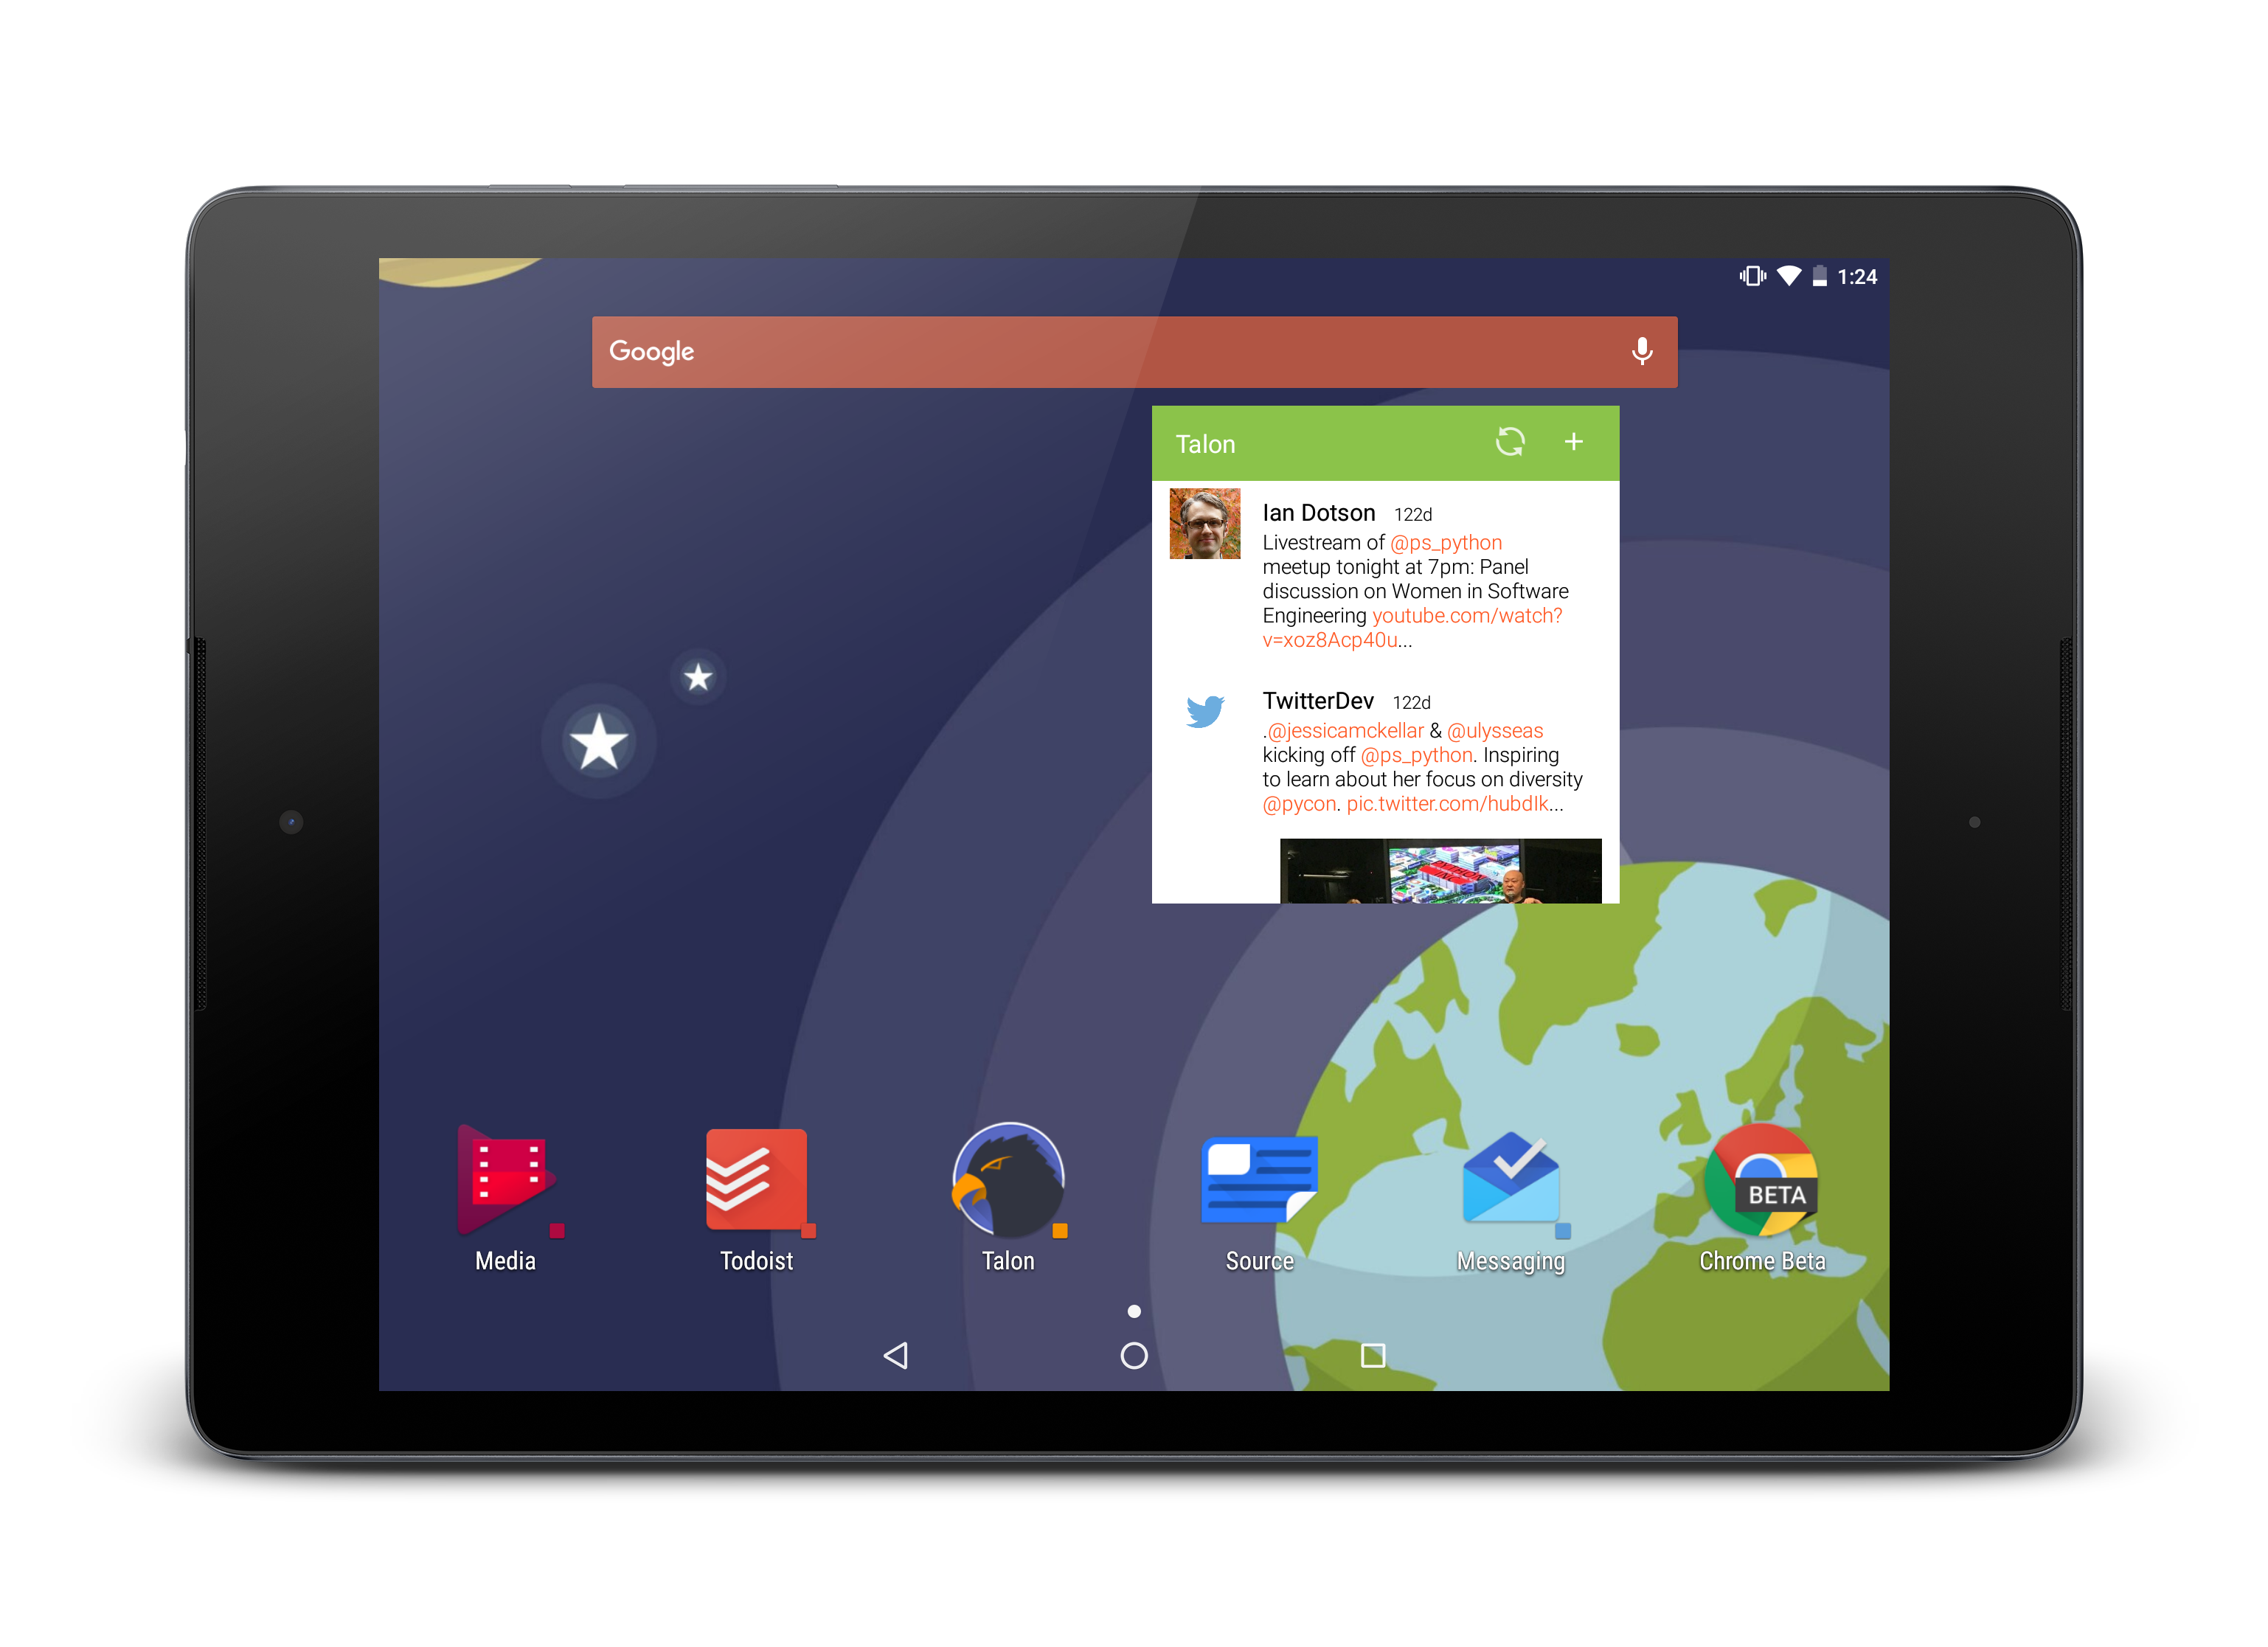 1:24
Google
Talon
Ian Dotson 122d
Livestream of @ps_python
meetup tonight at 7pm: Panel
discussion on Women in Software
Engineering youtube.com/watch?
v=xoz8Acp40u...
TwitterDev 122d
.@jessicamckellar & @ulysseas
kicking off @ps_python. Inspiring
to learn about her focus on diversity
@pycon. pic.twitter.com/hubdIk...
BETA
Media Todoist Talon Source Messaging Chrome Beta